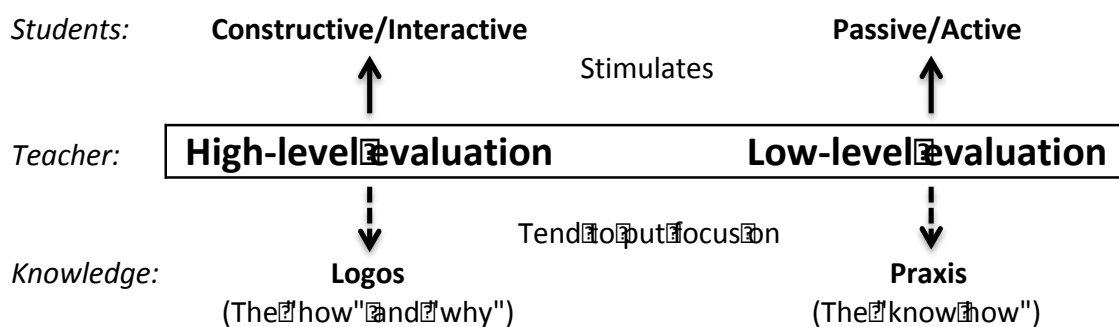 Students: Constructive/Interactive Passive/Active
Stimulates
Teacher: High-level evaluation Low-level evaluation
Tend to put focus on
Knowledge: Logos Praxis
(The "how" and "why") (The "know how")